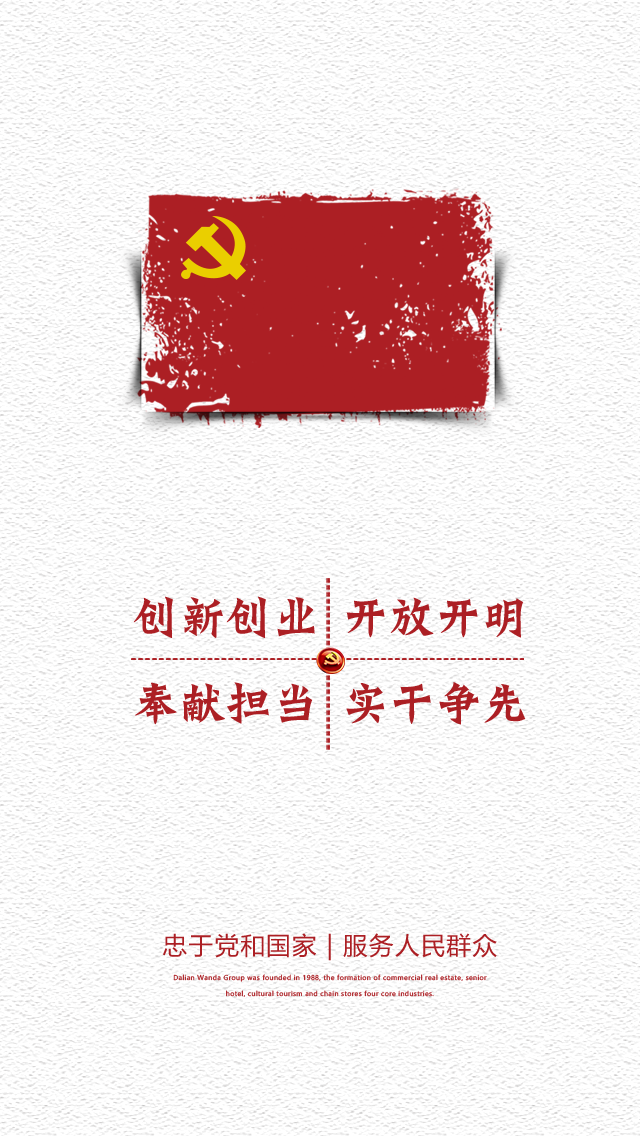 创新创业 开放开明
奉献担当 实干争先
忠于党和国家 | 服务人民群众
Dalian Wanda Group was founded in 1988, the formation of commercial real estate, senior
hotel, cultural tourism and chain stores four core industries.